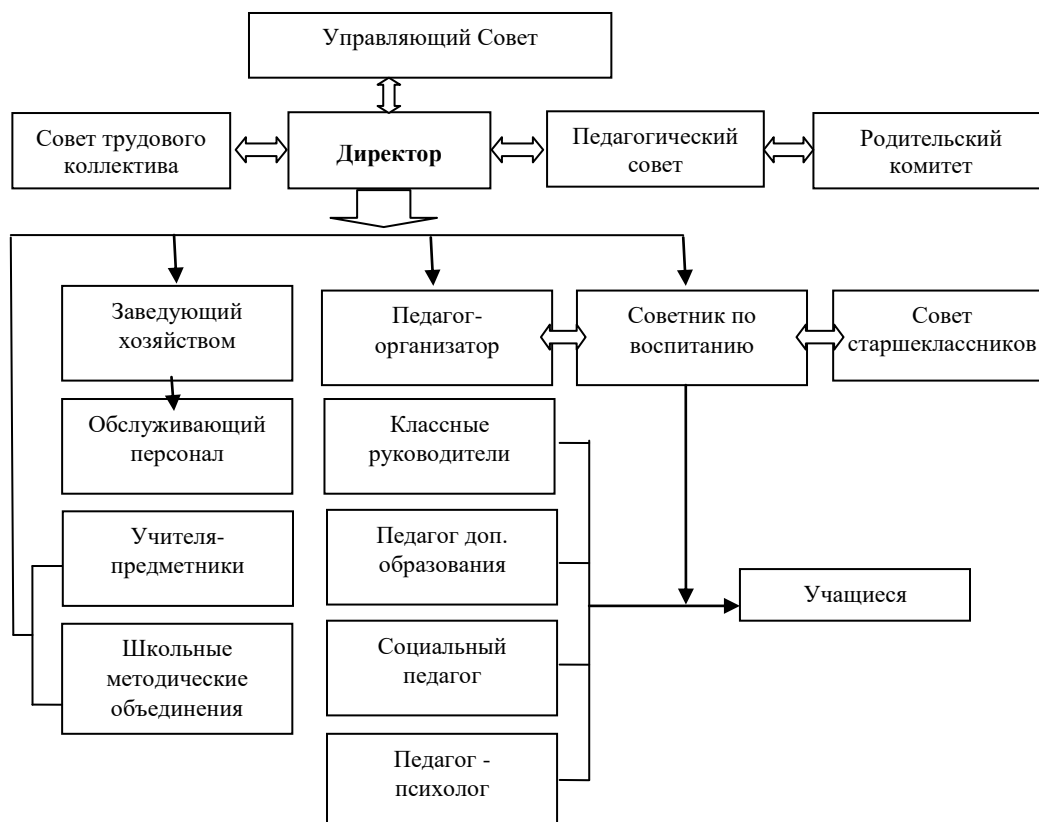 Управляющий Совет
Совет трудового
коллектива
Директор
Педагогический
совет
Родительский
комитет
Заведующий
хозяйством
Педагог-
организатор
Советник по
воспитанию
Совет
старшеклассников
Обслуживающий
персонал
Классные
руководители
Учителя-
предметники
Педагог доп.
образования
Учащиеся
Школьные
методические
объединения
Социальный
педагог
Педагог -
психолог